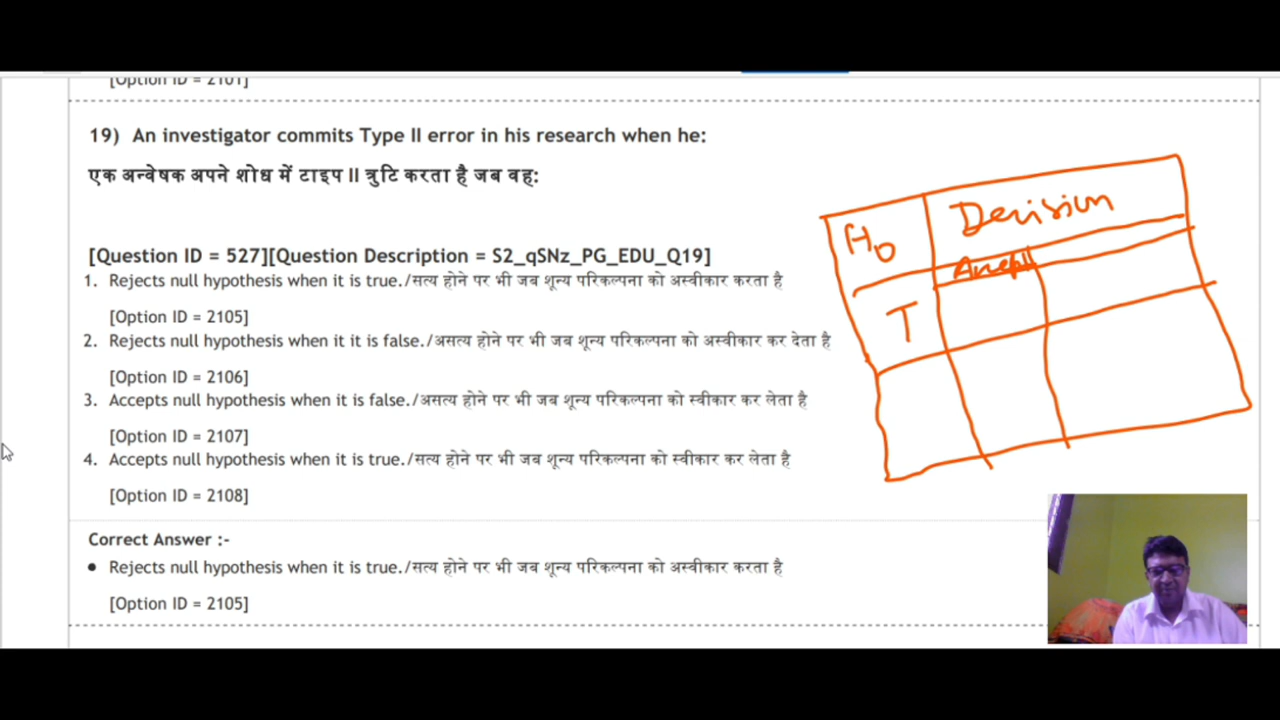 [Option ID = 2101]
19) An investigator commits Type II error in his research when he:
एक अन्वेषक अपने शोध में टाइप II त्रुटि करता है जब वह:
[Question ID = 527][Question Description = S2_qSNz_PG_EDU_Q19]
1. Rejects null hypothesis when it is true./सत्य होने पर भी जब शून्य परिकल्पना को अस्वीकार करता है
[Option ID = 2105]
2. Rejects null hypothesis when it it is false./असत्य होने पर भी जब शून्य परिकल्पना को अस्वीकार कर देता है
[Option ID = 2106]
3. Accepts null hypothesis when it is false./असत्य होने पर भी जब शून्य परिकल्पना को स्वीकार कर लेता है
[Option ID = 2107]
4. Accepts null hypothesis when it is true./सत्य होने पर भी जब शून्य परिकल्पना को स्वीकार कर लेता है
[Option ID = 2108]
Correct Answer :-
• Rejects null hypothesis when it is true./सत्य होने पर भी जब शून्य परिकल्पना को अस्वीकार करता है
[Option ID = 2105]
H0 Decision
Accept
T